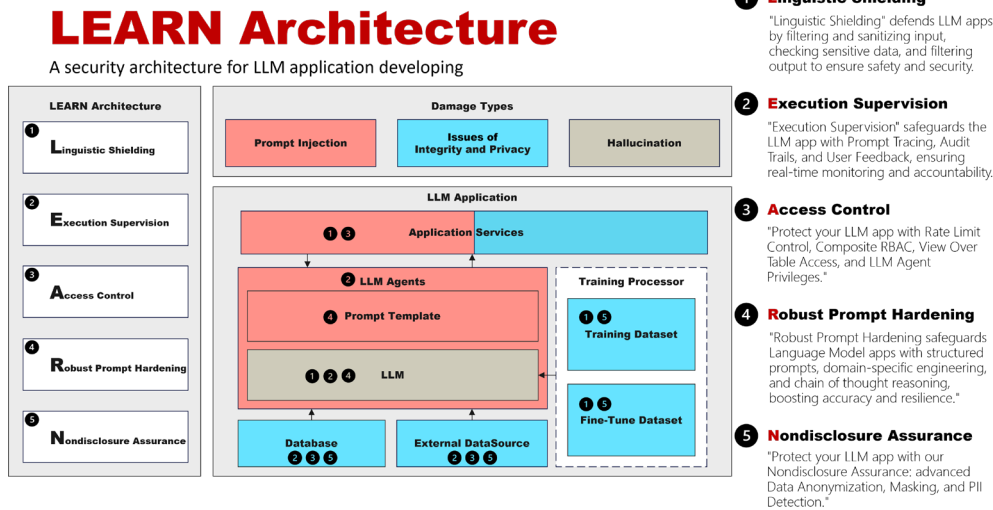 LEARN Architecture
A security architecture for LLM application developing
LEARN Architecture
1
Linguistic Shielding
2
Execution Supervision
3
Access Control
4
Robust Prompt Hardening
5
Nondisclosure Assurance
Damage Types
Prompt Injection
Issues of
Integrity and Privacy
Hallucination
LLM Application
1 3 Application Services
2 LLM Agents
4 Prompt Template
1 2 4 LLM
Database
2 3 5
External DataSource
2 3 5
Training Processor
1 5
Training Dataset
1 5
Fine-Tune Dataset
1 Linguistic Shielding
"Linguistic Shielding" defends LLM apps
by filtering and sanitizing input,
checking sensitive data, and filtering
output to ensure safety and security.
2 Execution Supervision
"Execution Supervision" safeguards the
LLM app with Prompt Tracing, Audit
Trails, and User Feedback, ensuring
real-time monitoring and accountability.
3 Access Control
"Protect your LLM app with Rate Limit
Control, Composite RBAC, View Over
Table Access, and LLM Agent
Privileges."
4 Robust Prompt Hardening
"Robust Prompt Hardening safeguards
Language Model apps with structured
prompts, domain-specific engineering,
and chain of thought reasoning,
boosting accuracy and resilience."
5 Nondisclosure Assurance
"Protect your LLM app with our
Nondisclosure Assurance: advanced
Data Anonymization, Masking, and PII
Detection."